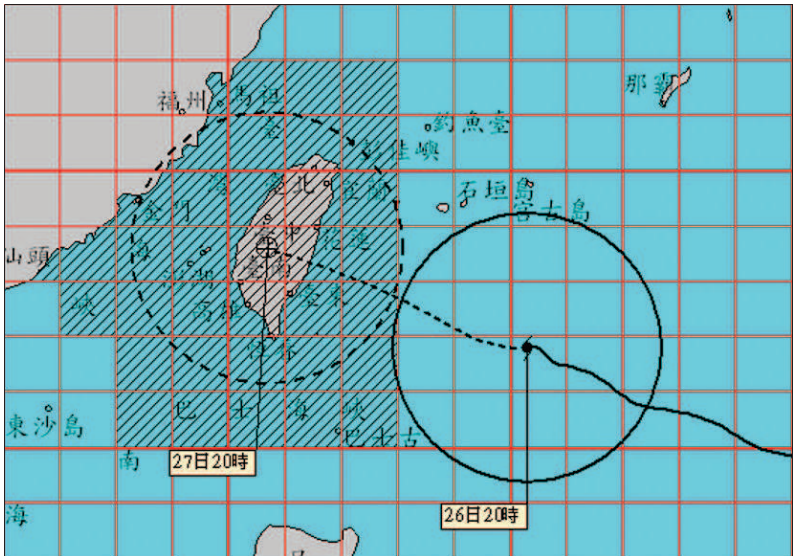 那霸
福州
馬祖
釣魚臺
臺
彭佳嶼
灣
臺北
宜蘭
石垣島
宮古島
金門
臺中
花蓮
海
汕頭
澎湖
臺南
臺東
峽
高雄
恆春
巴士海峽
東沙島
巴士古
南
27日20時
海
26日20時
呂